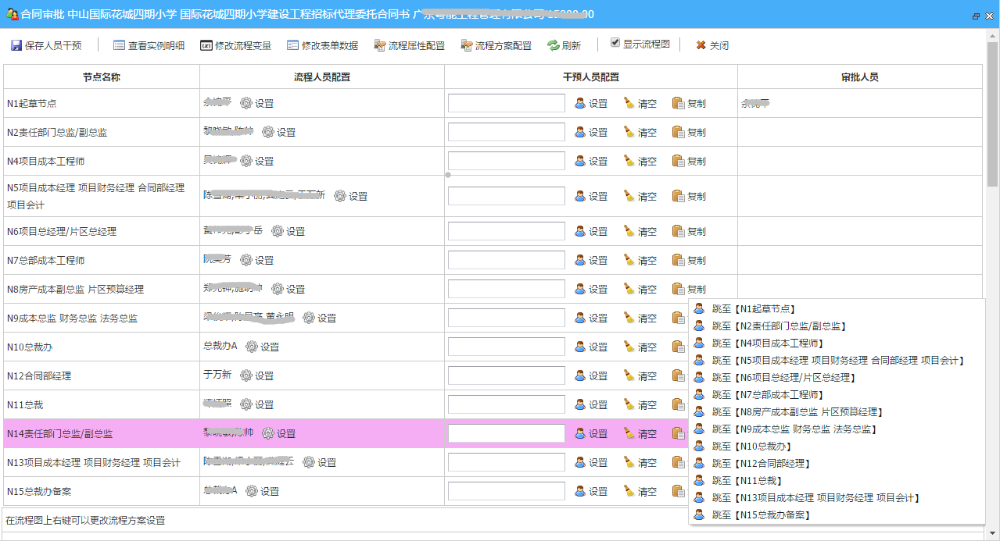 合同审批 中山国际花城四期小学 国际花城四期小学建设工程招标代理委托合同书
保存人员干预 查看实例明细 修改流程变量 修改表单数据 流程属性配置 流程方案配置 刷新 显示流程图 关闭
节点名称 流程人员配置 干预人员配置 审批人员
N1起草节点 设置 设置 清空 复制
N2责任部门总监/副总监 设置 设置 清空 复制
N4项目成本工程师 设置 设置 清空 复制
N5项目成本经理 项目财务经理 合同部经理
项目会计 设置 设置 清空 复制
N6项目总经理/片区总经理 设置 设置 清空 复制
N7总部成本工程师 设置 设置 清空 复制
N8房产成本副总监 片区预算经理 设置 设置 清空 复制
N9成本总监 财务总监 法务总监 设置 设置 清空
N10总裁办 总裁办A 设置 设置 清空
N12合同部经理 于万新 设置 设置 清空
N11总裁 设置 设置 清空
N14责任部门总监/副总监 设置 设置 清空
N13项目成本经理 项目财务经理 项目会计 设置 设置 清空
N15总裁办备案 设置 设置 清空
跳至【N1起草节点】
跳至【N2责任部门总监/副总监】
跳至【N4项目成本工程师】
跳至【N5项目成本经理 项目财务经理 合同部经理 项目会计】
跳至【N6项目总经理/片区总经理】
跳至【N7总部成本工程师】
跳至【N8房产成本副总监 片区预算经理】
跳至【N9成本总监 财务总监 法务总监】
跳至【N10总裁办】
跳至【N12合同部经理】
跳至【N11总裁】
跳至【N13项目成本经理 项目财务经理 项目会计】
跳至【N15总裁办备案】
在流程图上右键可以更改流程方案设置